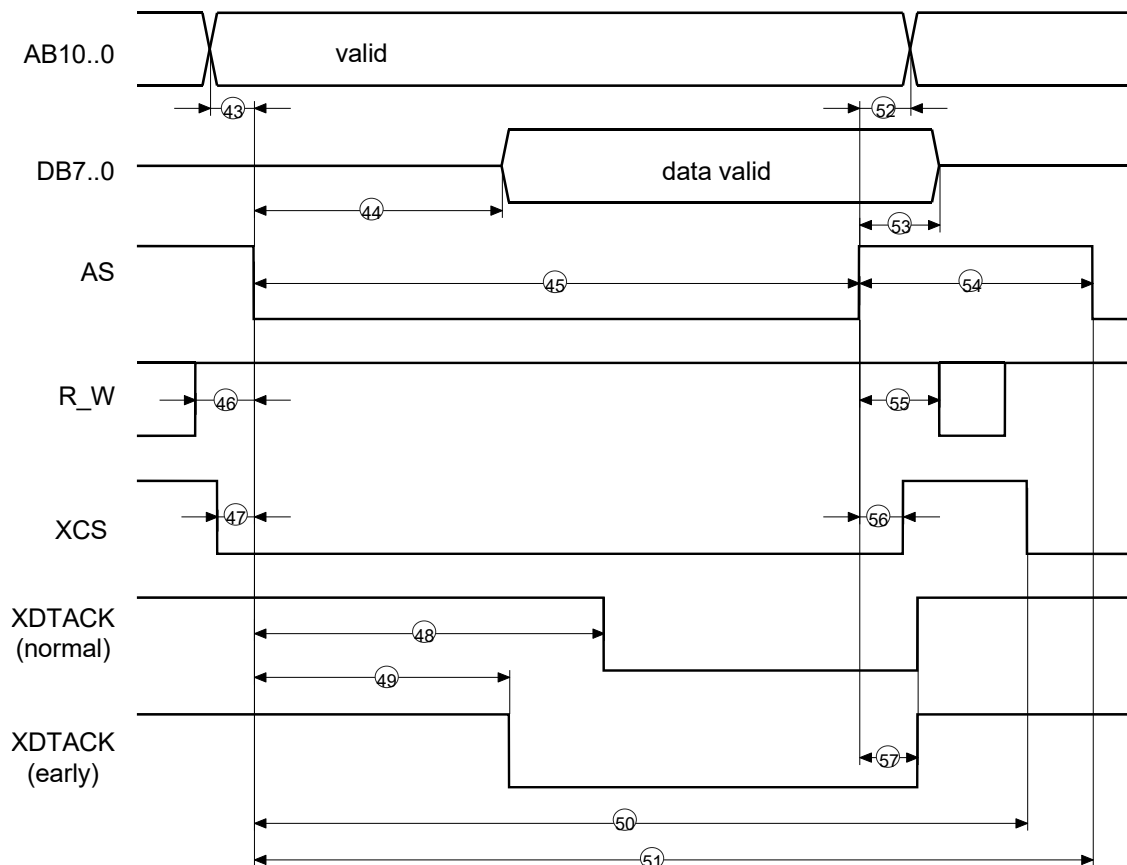 AB10..0
valid
43
52
DB7..0
data valid
44
53
AS
45
54
R_W
46
55
XCS
47
56
XDTACK
(normal)
48
49
XDTACK
(early)
57
50
51